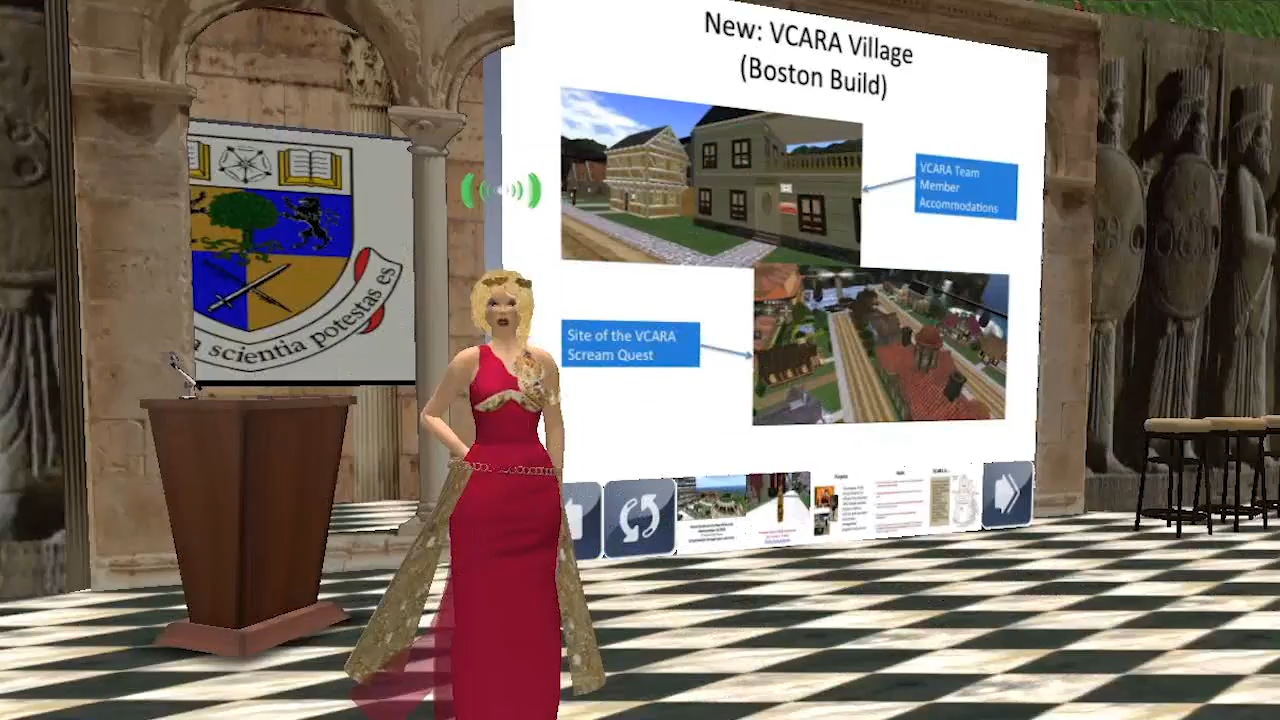 New: VCARA Village
(Boston Build)
VCARA Team
Member
Accommodations
Site of the VCARA
Scream Quest
scientia potestas es